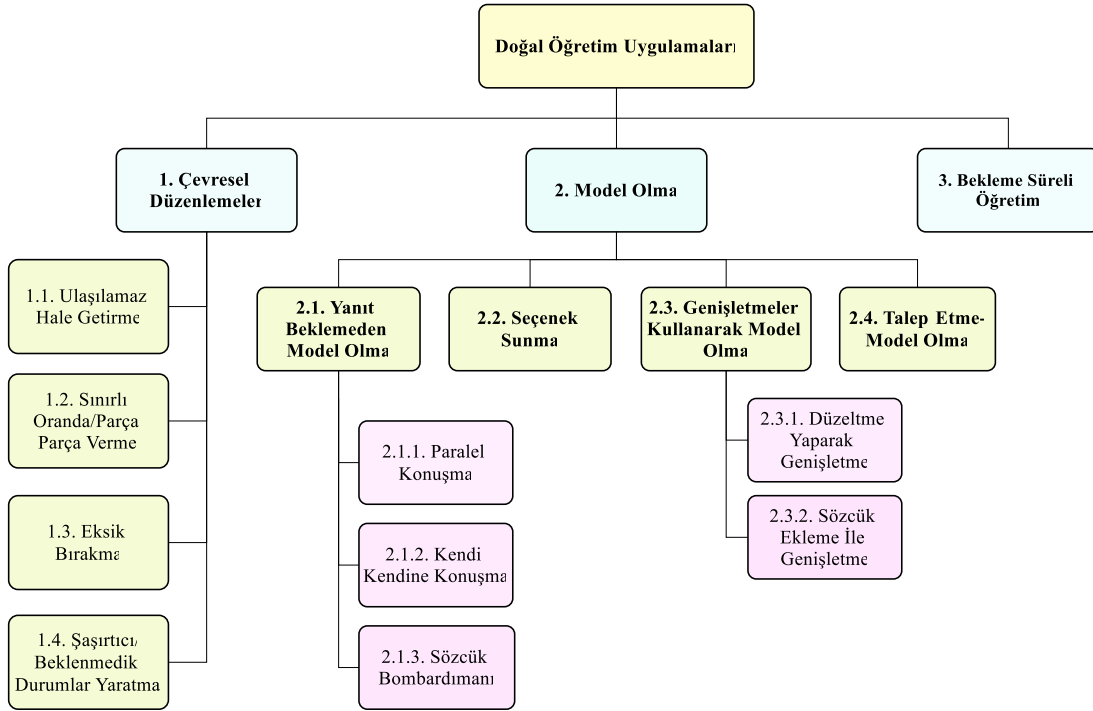 Doğal Öğretim Uygulamaları
1. Çevresel
Düzenlemeler
2. Model Olma
3. Bekleme Süreli
Öğretim
1.1. Ulaşılamaz
Hale Getirme
1.2. Sınırlı
Oranda/Parça
Parça Verme
1.3. Eksik
Bırakma
1.4. Şaşırtıcı/
Beklenmedik
Durumlar Yaratma
2.1. Yanıt
Beklemeden
Model Olma
2.1.1. Paralel
Konuşma
2.1.2. Kendi
Kendine Konuşma
2.1.3. Sözcük
Bombardımanı
2.2. Seçenek
Sunma
2.3. Genişletmeler
Kullanarak Model
Olma
2.3.1. Düzeltme
Yaparak
Genişletme
2.3.2. Sözcük
Ekleme İle
Genişletme
2.4. Talep Etme-
Model Olma